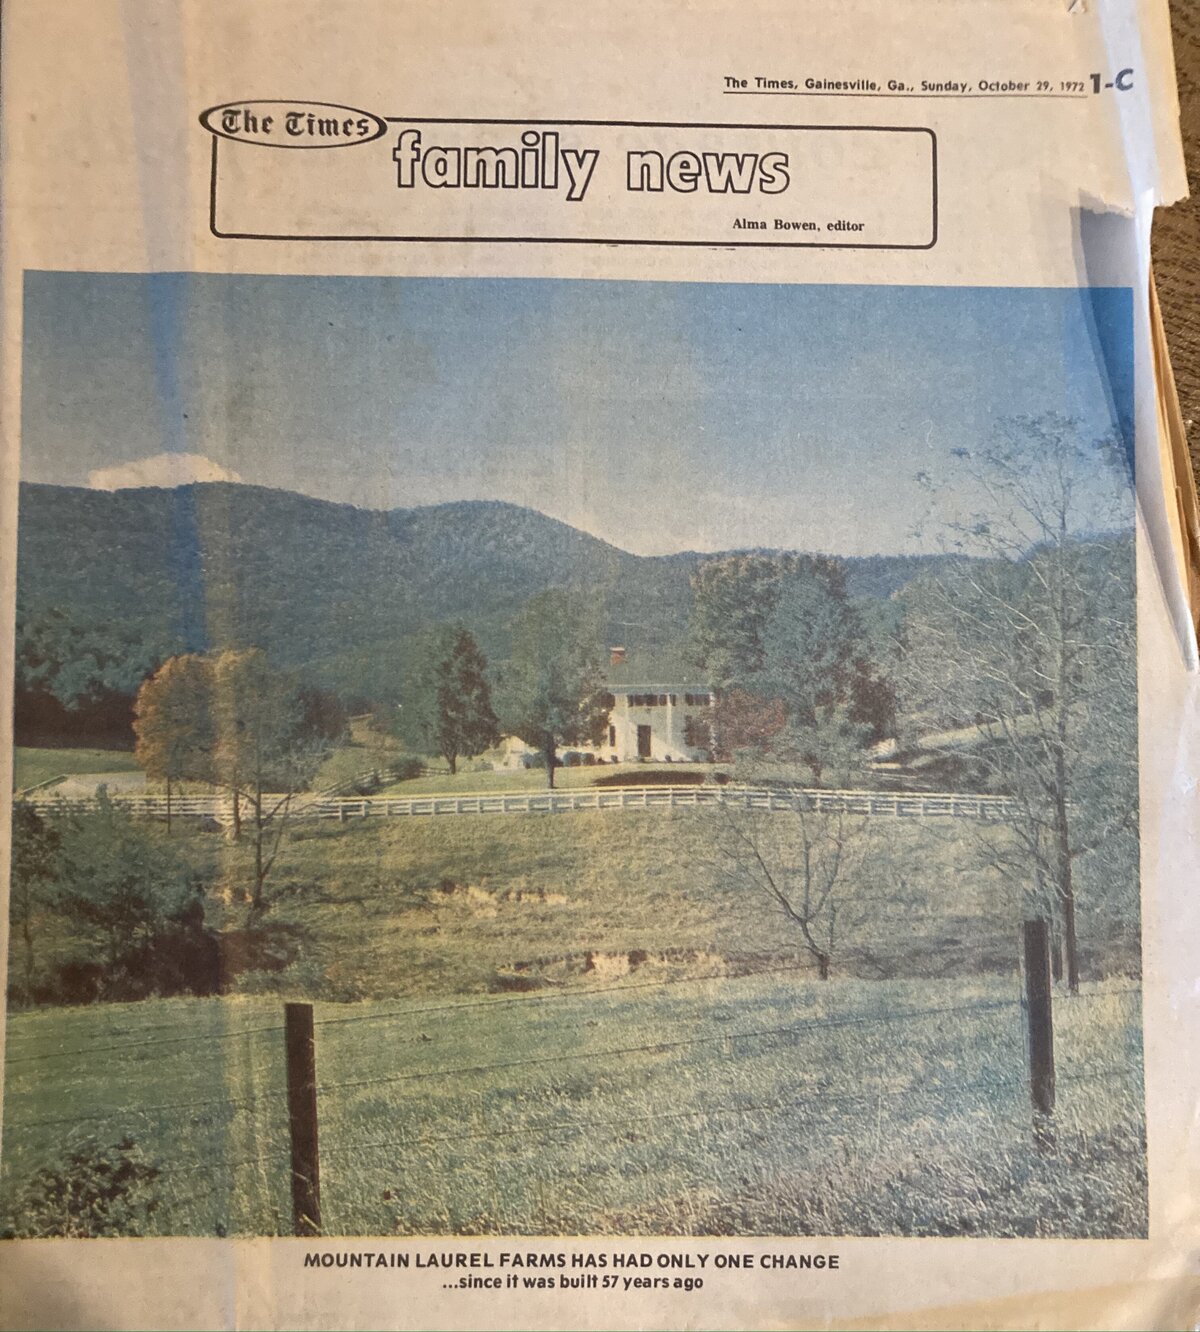 The Times, Gainesville, Ga., Sunday, October 29, 1972 1-C
The Times
family news
Alma Bowen, editor
MOUNTAIN LAUREL FARMS HAS HAD ONLY ONE CHANGE
...since it was built 57 years ago